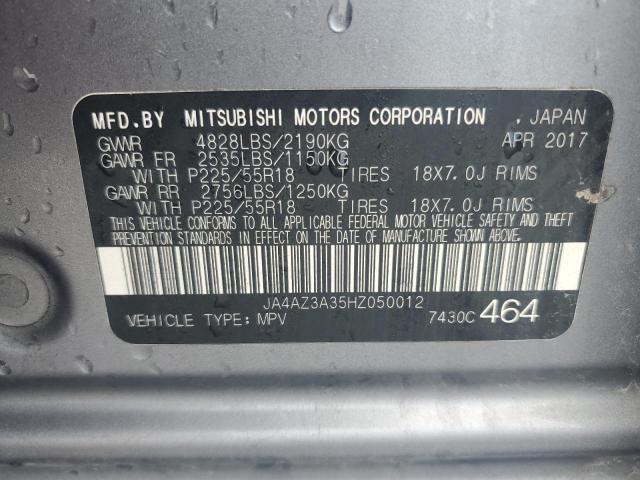 MFD.BY MITSUBISHI MOTORS CORPORATION . JAPAN
GVWR 4828LBS/2190KG APR 2017
GAWR FR 2535LBS/1150KG
WITH P225/55R18 TIRES 18X7.0J RIMS
GAWR RR 2756LBS/1250KG
WITH P225/55R18 TIRES 18X7.0J RIMS
THIS VEHICLE CONFORMS TO ALL APPLICABLE FEDERAL MOTOR VEHICLE SAFETY AND THEFT
PREVENTION STANDARDS IN EFFECT ON THE DATE OF MANUFACTURE SHOWN ABOVE.
JA4AZ3A35HZ050012
VEHICLE TYPE: MPV 7430C 464